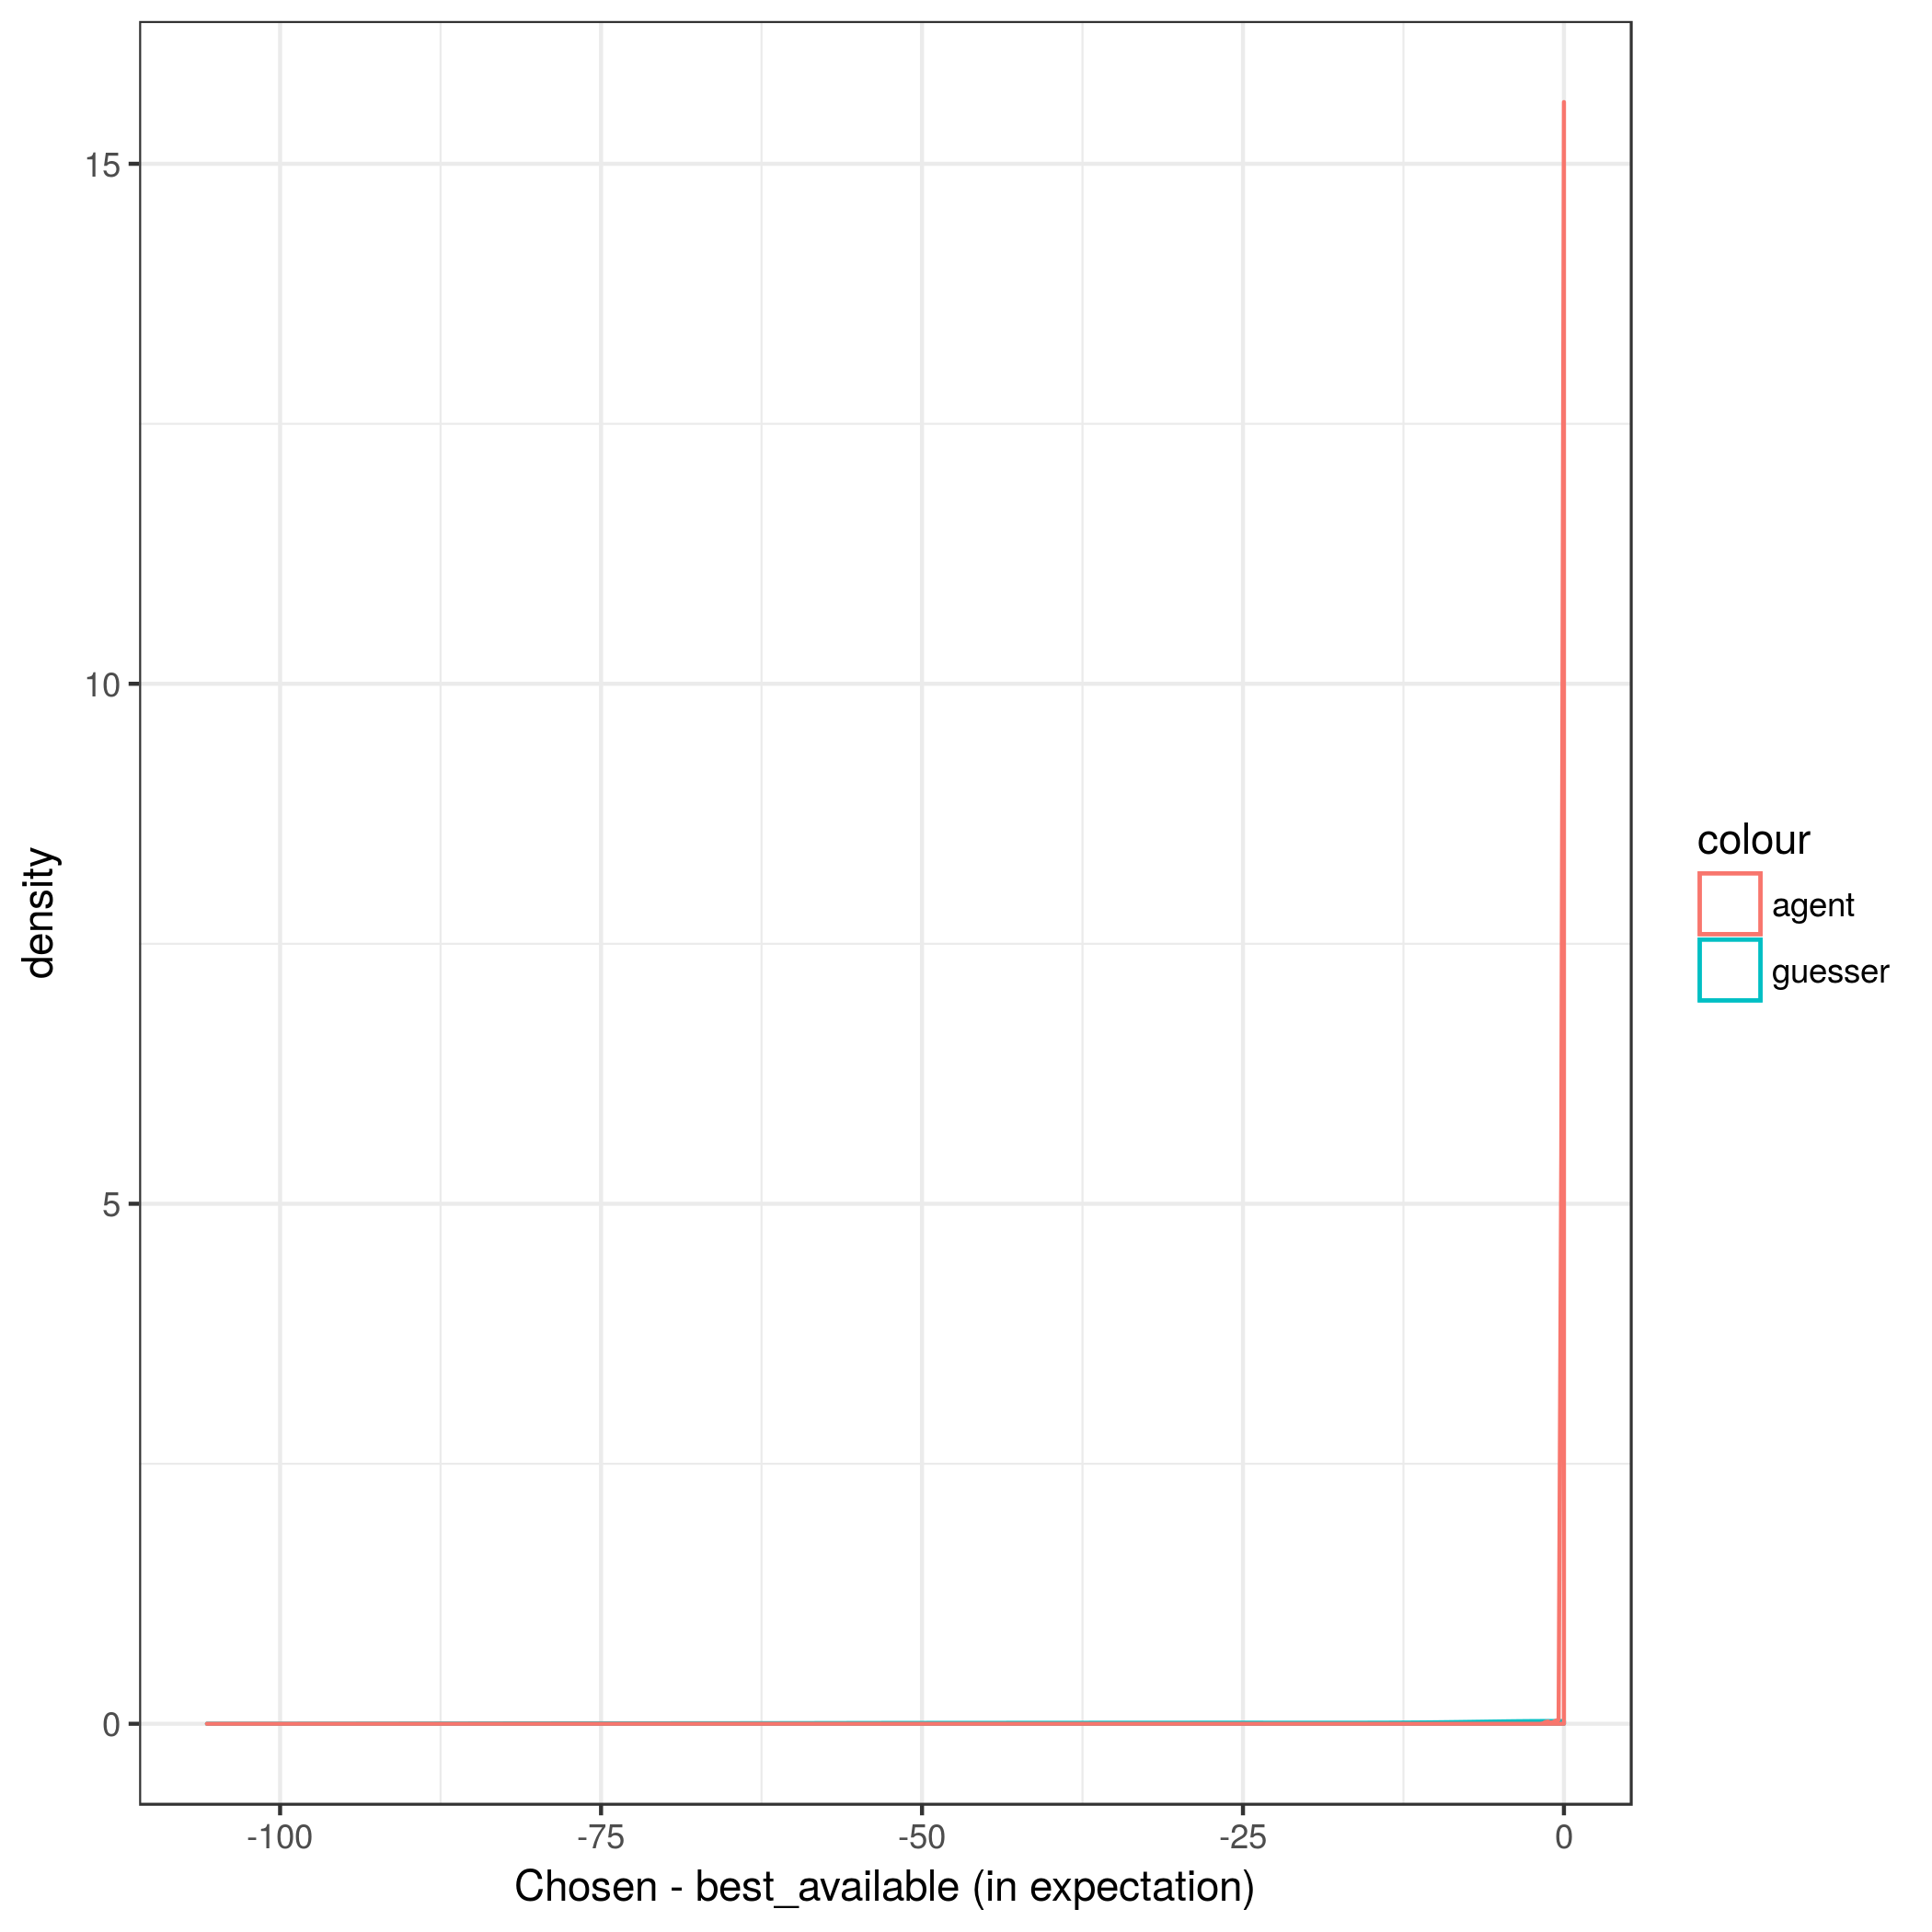 density
15
10
5
0
-100
-75
-50
-25
0
Chosen - best_available (in expectation)
colour
agent
guesser